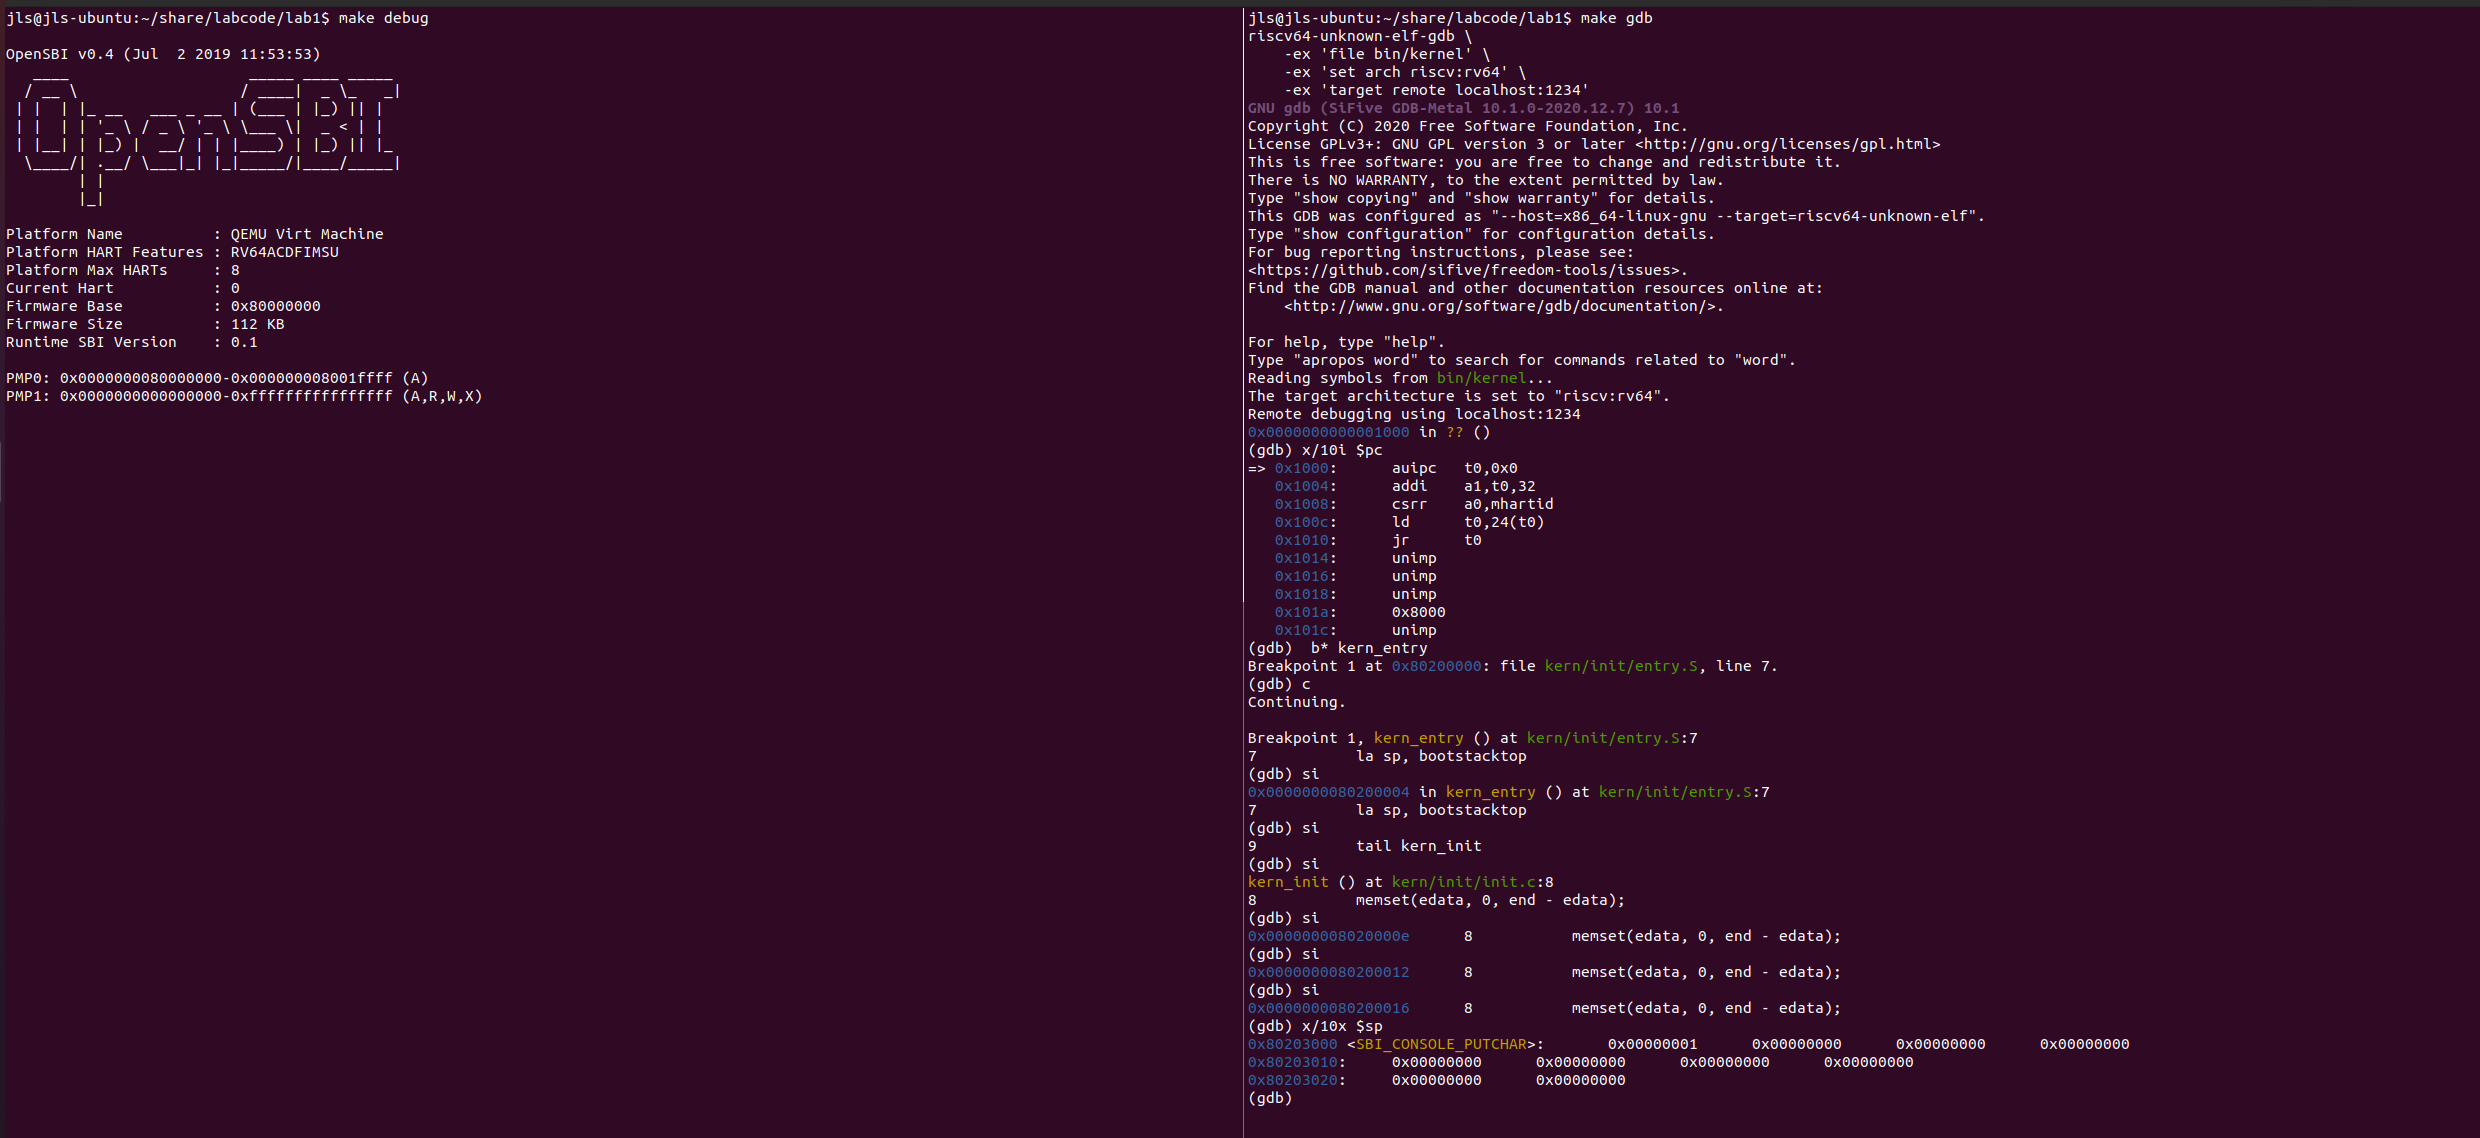 jls@jls-ubuntu:~/share/labcode/lab1$ make debug

OpenSBI v0.4 (Jul  2 2019 11:53:53)
   ____                    _____ ____ _____
  / __ \                  / ____|  _ \_   _|
 | |  | |_ __   ___ _ __ | (___ | |_) || |
 | |  | | '_ \ / _ \ '_ \ \___ \|  _ < | |
 | |__| | |_) |  __/ | | |____) | |_) || |_
  \____/| .__/ \___|_| |_|_____/|____/_____|
        | |
        |_|

Platform Name          : QEMU Virt Machine
Platform HART Features : RV64ACDFIMSU
Platform Max HARTs     : 8
Current Hart           : 0
Firmware Base          : 0x80000000
Firmware Size          : 112 KB
Runtime SBI Version    : 0.1

PMP0: 0x0000000080000000-0x000000008001ffff (A)
PMP1: 0x0000000000000000-0xffffffffffffffff (A,R,W,X)
jls@jls-ubuntu:~/share/labcode/lab1$ make gdb
riscv64-unknown-elf-gdb \
    -ex 'file bin/kernel' \
    -ex 'set arch riscv:rv64' \
    -ex 'target remote localhost:1234'
GNU gdb (SiFive GDB-Metal 10.1.0-2020.12.7) 10.1
Copyright (C) 2020 Free Software Foundation, Inc.
License GPLv3+: GNU GPL version 3 or later <http://gnu.org/licenses/gpl.html>
This is free software: you are free to change and redistribute it.
There is NO WARRANTY, to the extent permitted by law.
Type "show copying" and "show warranty" for details.
This GDB was configured as "--host=x86_64-linux-gnu --target=riscv64-unknown-elf".
Type "show configuration" for configuration details.
For bug reporting instructions, please see:
<https://github.com/sifive/freedom-tools/issues>.
Find the GDB manual and other documentation resources online at:
    <http://www.gnu.org/software/gdb/documentation/>.

For help, type "help".
Type "apropos word" to search for commands related to "word".
Reading symbols from bin/kernel...
The target architecture is set to "riscv:rv64".
Remote debugging using localhost:1234
0x0000000000001000 in ?? ()
(gdb) x/10i $pc
=> 0x1000:      auipc   t0,0x0
   0x1004:      addi    a1,t0,32
   0x1008:      csrr    a0,mhartid
   0x100c:      ld      t0,24(t0)
   0x1010:      jr      t0
   0x1014:      unimp
   0x1016:      unimp
   0x1018:      unimp
   0x101a:      0x8000
   0x101c:      unimp
(gdb)  b* kern_entry
Breakpoint 1 at 0x80200000: file kern/init/entry.S, line 7.
(gdb) c
Continuing.

Breakpoint 1, kern_entry () at kern/init/entry.S:7
7           la sp, bootstacktop
(gdb) si
0x0000000080200004 in kern_entry () at kern/init/entry.S:7
7           la sp, bootstacktop
(gdb) si
9           tail kern_init
(gdb) si
kern_init () at kern/init/init.c:8
8           memset(edata, 0, end - edata);
(gdb) si
0x000000008020000e      8           memset(edata, 0, end - edata);
(gdb) si
0x0000000080200012      8           memset(edata, 0, end - edata);
(gdb) si
0x0000000080200016      8           memset(edata, 0, end - edata);
(gdb) x/10x $sp
0x80203000 <SBI_CONSOLE_PUTCHAR>:       0x00000001      0x00000000      0x00000000      0x00000000
0x80203010:     0x00000000      0x00000000      0x00000000      0x00000000
0x80203020:     0x00000000      0x00000000
(gdb)